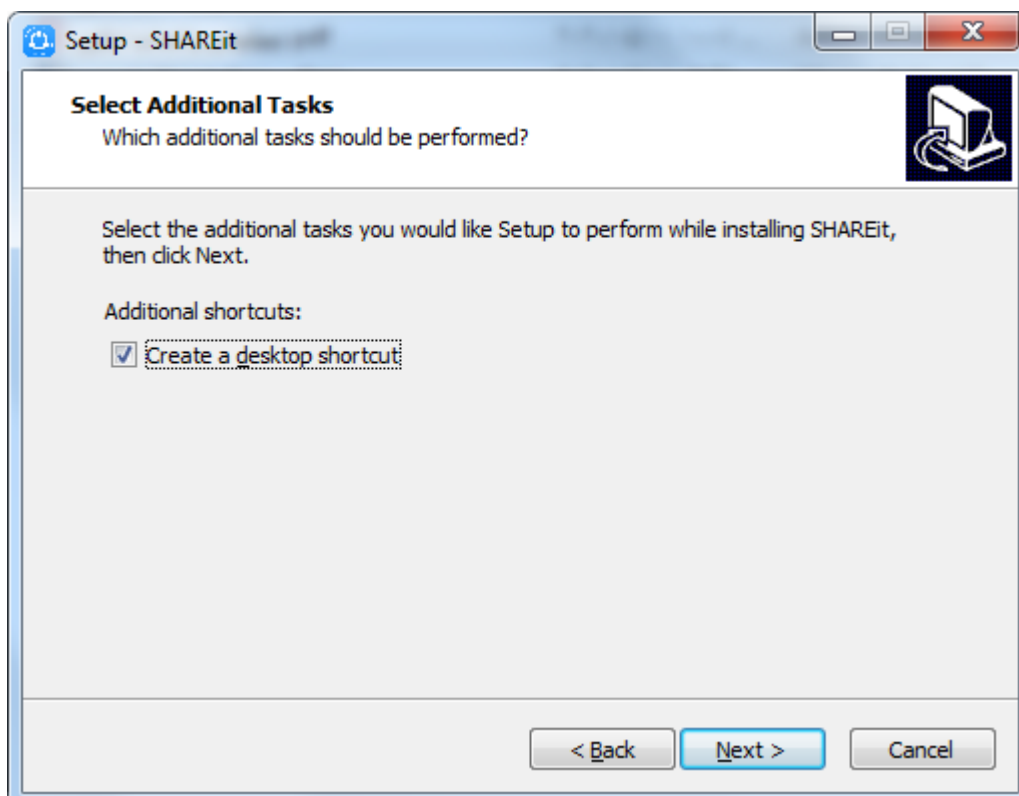 Setup - SHAREit
Select Additional Tasks
Which additional tasks should be performed?
Select the additional tasks you would like Setup to perform while installing SHAREit,
then click Next.
Additional shortcuts:
Create a desktop shortcut
< Back Next > Cancel